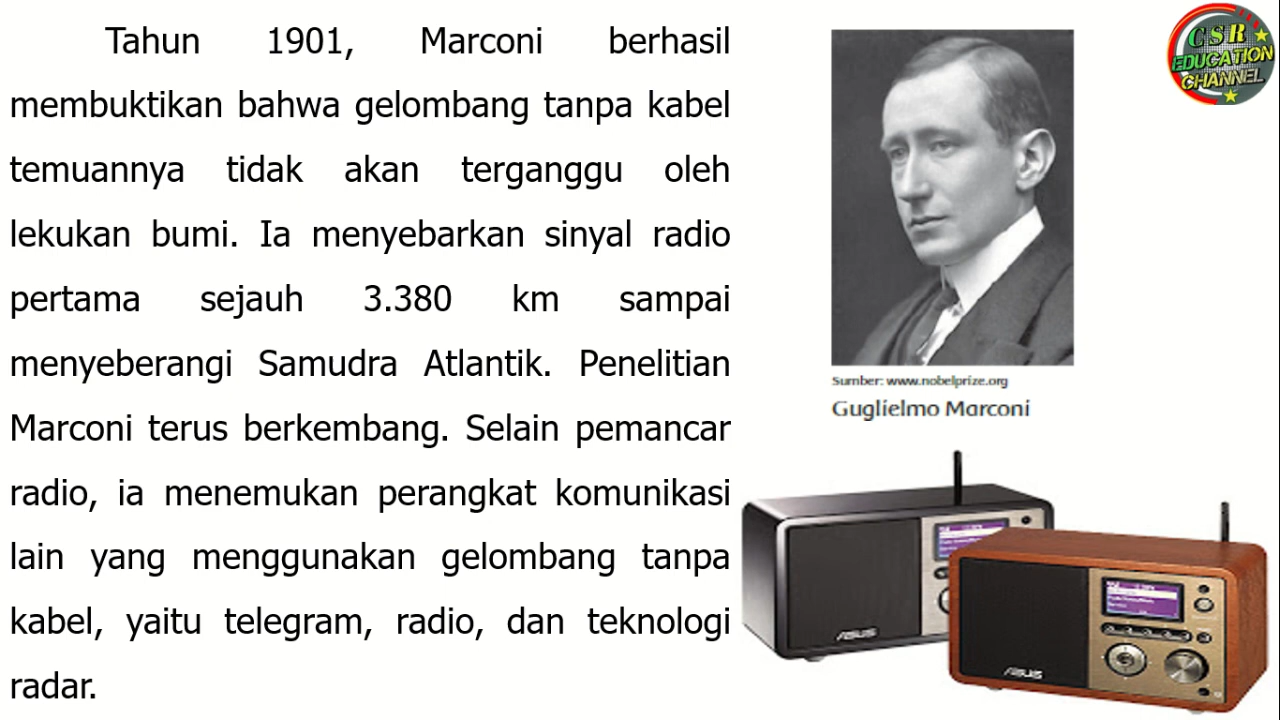 Tahun 1901, Marconi berhasil
membuktikan bahwa gelombang tanpa kabel
temuannya tidak akan terganggu oleh
lekukan bumi. Ia menyebarkan sinyal radio
pertama sejauh 3.380 km sampai
menyeberangi Samudra Atlantik. Penelitian
Marconi terus berkembang. Selain pemancar
radio, ia menemukan perangkat komunikasi
lain yang menggunakan gelombang tanpa
kabel, yaitu telegram, radio, dan teknologi
radar.
CSR
EDUCATION
CHANNEL
Sumber: www.nobelprize.org
Guglielmo Marconi
ASUS
ASUS